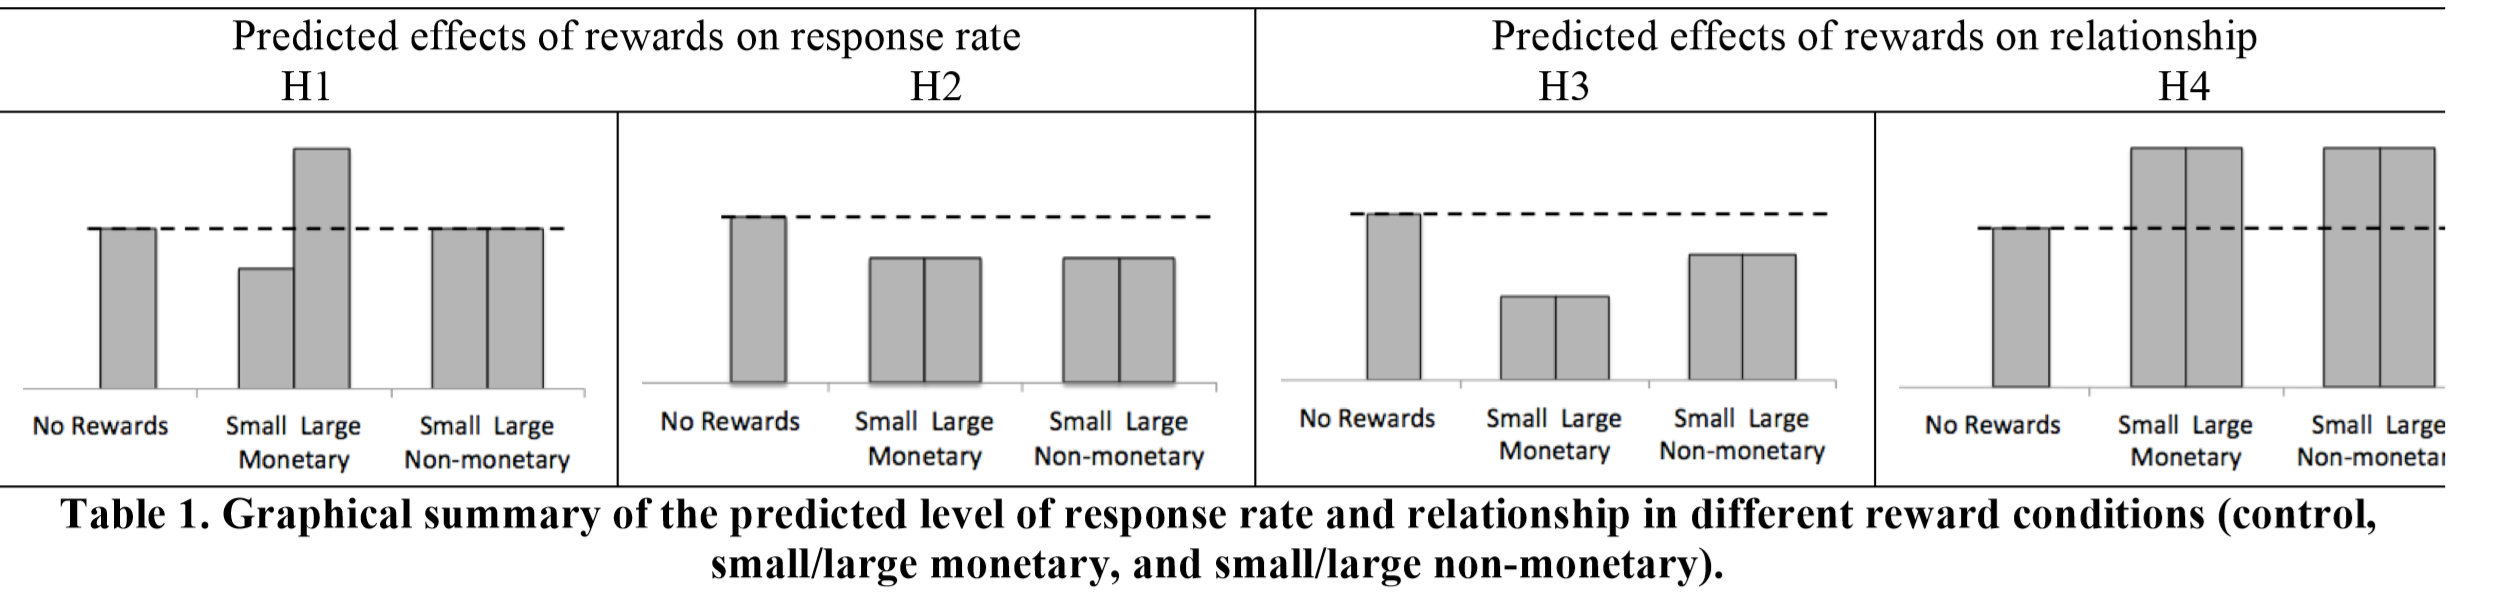 Predicted effects of rewards on response rate
Predicted effects of rewards on relationship
H1
H2
H3
H4
No Rewards
Small Large
Monetary
Small Large
Non-monetary
No Rewards
Small Large
Monetary
Small Large
Non-monetary
No Rewards
Small Large
Monetary
Small Large
Non-monetary
No Rewards
Small Large
Monetary
Small Large
Non-monetar
Table 1. Graphical summary of the predicted level of response rate and relationship in different reward conditions (control,
small/large monetary, and small/large non-monetary).